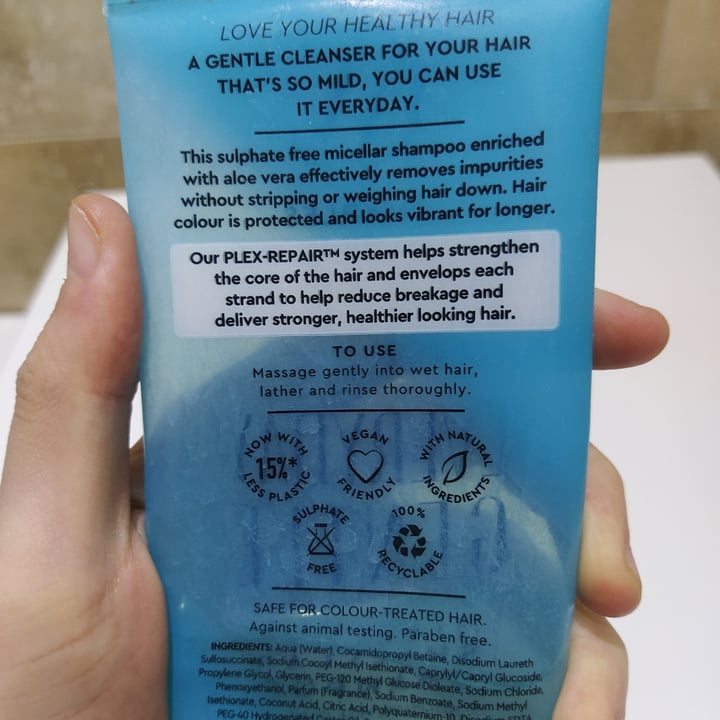 LOVE YOUR HEALTHY HAIR
A GENTLE CLEANSER FOR YOUR HAIR
THAT'S SO MILD, YOU CAN USE
IT EVERYDAY.
This sulphate free micellar shampoo enriched
with aloe vera effectively removes impurities
without stripping or weighing hair down. Hair
colour is protected and looks vibrant for longer.
Our PLEX-REPAIR™ system helps strengthen
the core of the hair and envelops each
strand to help reduce breakage and
deliver stronger, healthier looking hair.
TO USE
Massage gently into wet hair,
lather and rinse thoroughly.
NOW WITH
15%*
LESS PLASTIC
VEGAN
FRIENDLY
WITH NATURAL
INGREDIENTS
SULPHATE
FREE
100%
RECYCLABLE
SAFE FOR COLOUR-TREATED HAIR.
Against animal testing. Paraben free.
INGREDIENTS: Aqua (Water), Cocamidopropyl Betaine, Disodium Laureth
Sulfosuccinate, Sodium Cocoyl Methyl Isethionate, Caprylyl/Capryl Glucoside,
Propylene Glycol, Glycerin, PEG-120 Methyl Glucose Dioleate, Sodium Chloride,
Phenoxyethanol, Parfum (Fragrance), Sodium Benzoate, Sodium Methyl
Isethionate, Coconut Acid, Citric Acid, Polyquaternium-10, Disodium EDTA,
PEG-40 Hydrogenated Castor Oil,